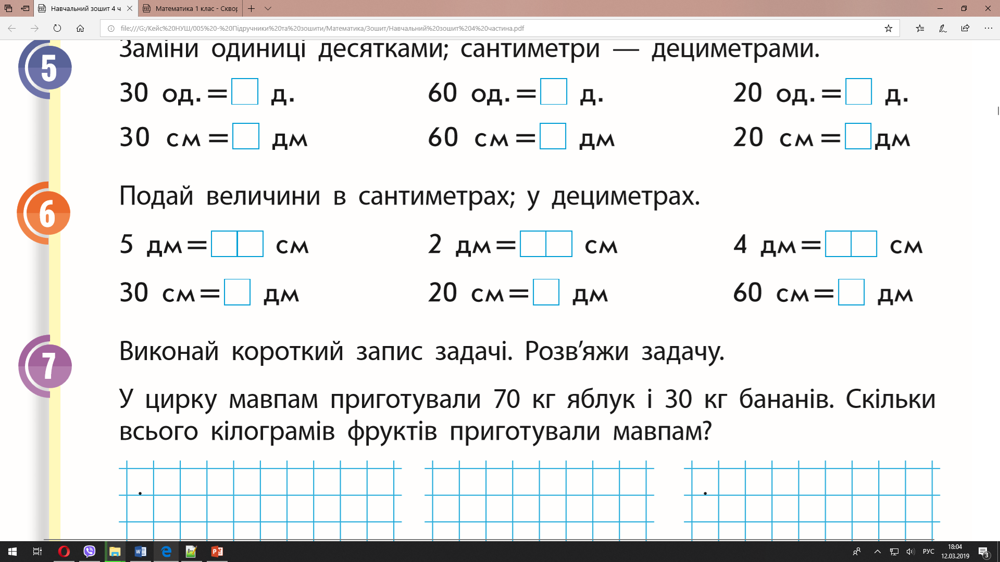 Навчальний зошит 4 ч
Математика 1 клас - Сквор
file:///G:/Кейс%20НУШ/005%20-%20Підручники%20та%20зошити/Математика/Зошит/Навчальний%20зошит%204%20частина.pdf
5 Заміни одиниці десятками; сантиметри — дециметрами.
30 од. = д. 60 од. = д. 20 од. = д.
30 см = дм 60 см = дм 20 см = дм
6 Подай величини в сантиметрах; у дециметрах.
5 дм = см 2 дм = см 4 дм = см
30 см = дм 20 см = дм 60 см = дм
7 Виконай короткий запис задачі. Розв’яжи задачу.
У цирку мавпам приготували 70 кг яблук і 30 кг бананів. Скільки
всього кілограмів фруктів приготували мавпам?
РУС
18:04
12.03.2019
3